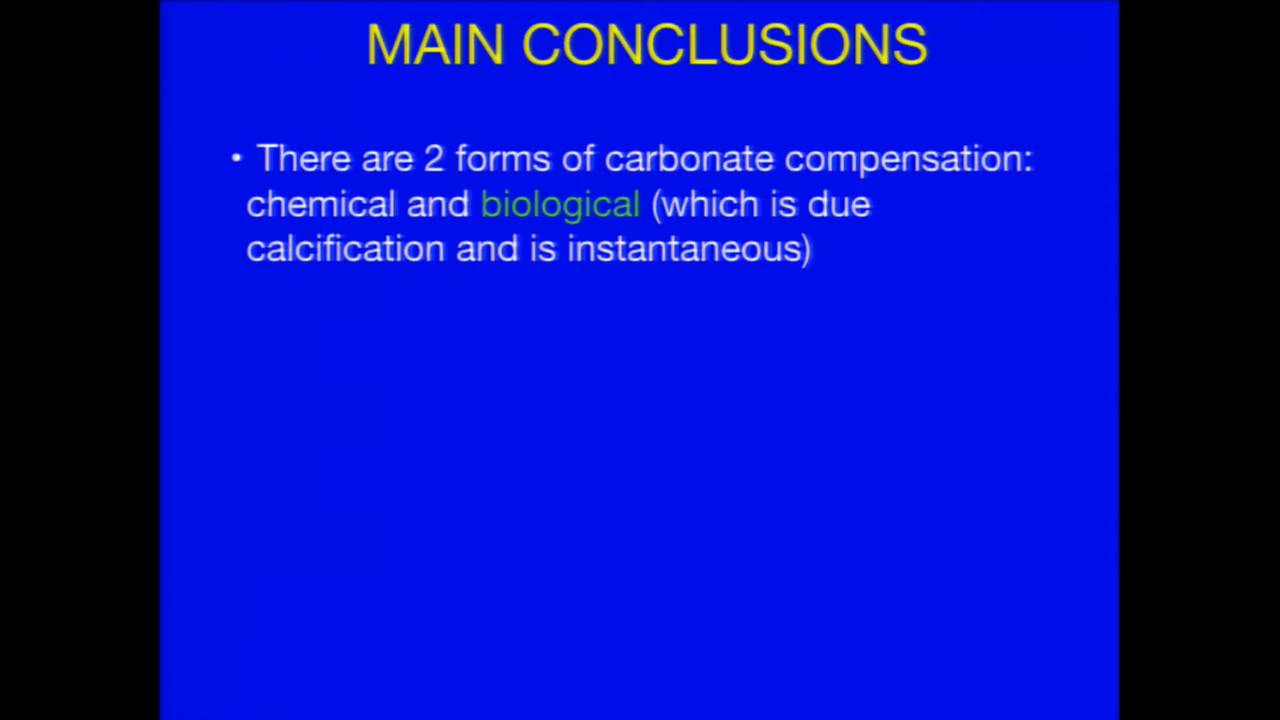 MAIN CONCLUSIONS
• There are 2 forms of carbonate compensation:
chemical and biological (which is due
calcification and is instantaneous)